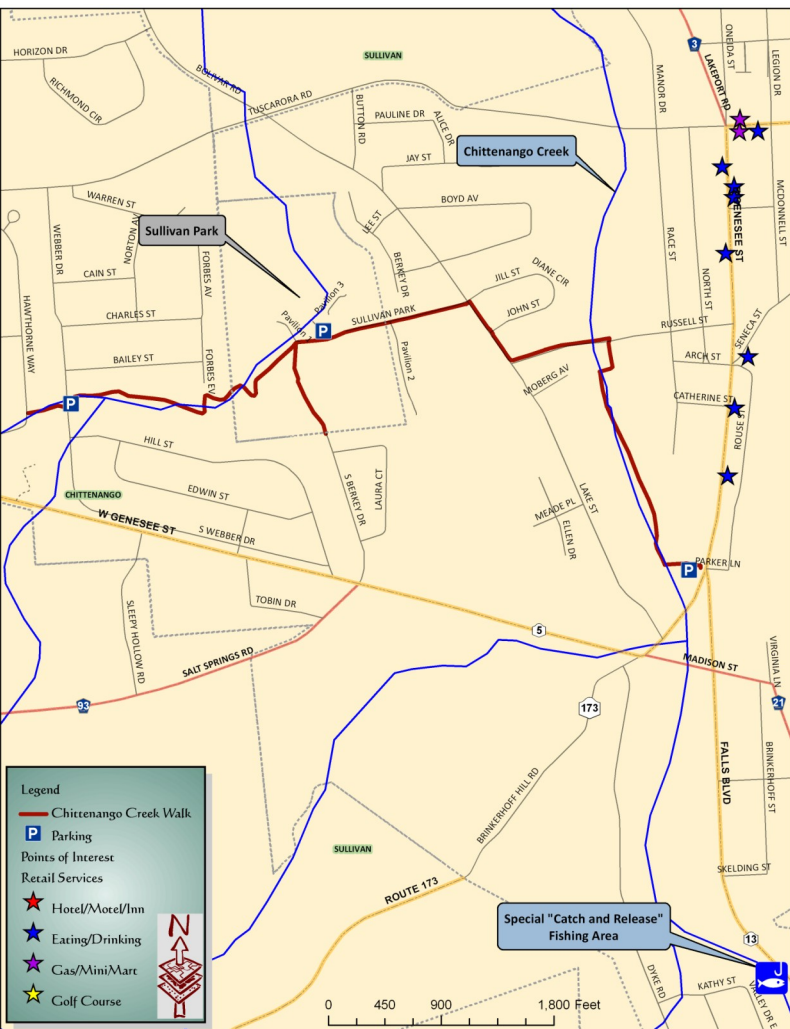 HORIZON DR
RICHMOND CIR
BOLIVAR RD
TUSCARORA RD
SULLIVAN
3
LAKEPORT RD
ONEIDA ST
LEGION DR
MANOR DR
BUTTON RD
PAULINE DR
ALICE DR
JAY ST
Chittenango Creek
BOYD AV
LEE ST
WARREN ST
NORTON AV
Sullivan Park
WEBBER DR
CAIN ST
FORBES AV
BERKEY DR
JILL ST
DIANE CIR
JOHN ST
RACE ST
NORTH ST
GENESEE ST
MCDONNELL ST
HAWTHORNE WAY
CHARLES ST
Pavilion 3
Pavilion 1
P
SULLIVAN PARK
RUSSELL ST
SENECA ST
BAILEY ST
FORBES EV
Pavilion 2
MOBERG AV
ARCH ST
CATHERINE ST
ROUSE ST
P
HILL ST
EDWIN ST
S WEBBER DR
S BERKEY DR
LAURA CT
CHITTENANGO
W GENESEE ST
LAKE ST
MEADE PL
ELLEN DR
PARKER LN
P
TOBIN DR
SLEEPY HOLLOW RD
SALT SPRINGS RD
93
5
MADISON ST
VIRGINIA LN
21
173
FALLS BLVD
BRINKERHOFF ST
BRINKERHOFF HILL RD
SULLIVAN
ROUTE 173
SKELDING ST
Special "Catch and Release"
Fishing Area
13
DYKE RD
KATHY ST
VALLEY DR E
Legend
Chittenango Creek Walk
P Parking
Points of Interest
Retail Services
Hotel/Motel/Inn
Eating/Drinking
Gas/MiniMart
Golf Course
N
0 450 900 1,800 Feet